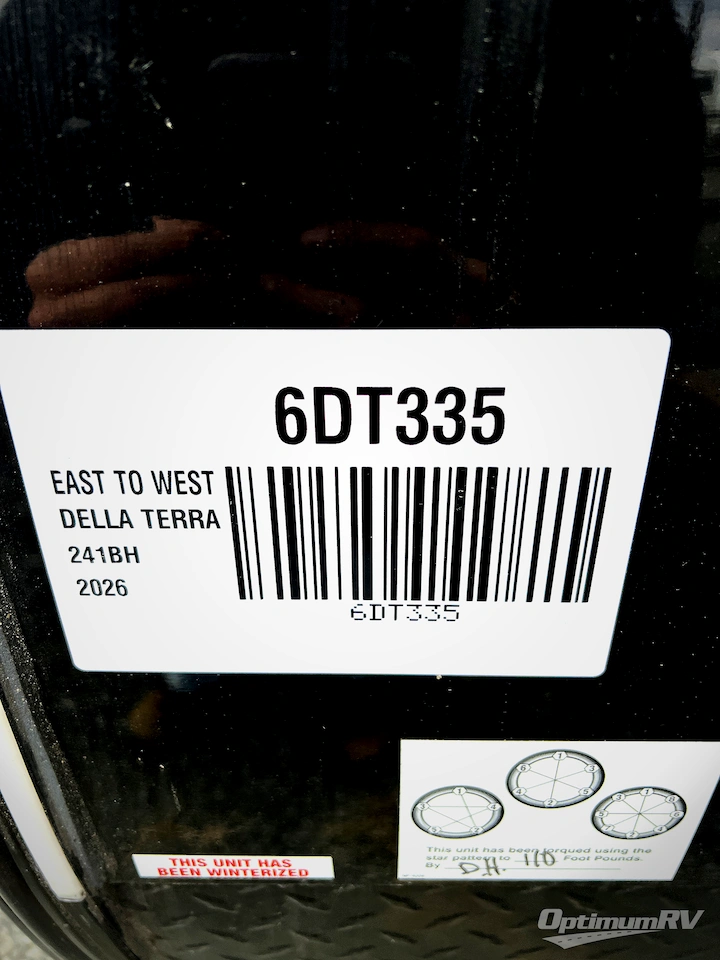 6DT335
EAST TO WEST
DELLA TERRA
241BH
2026
6DT335
THIS UNIT HAS
BEEN WINTERIZED
This unit has been torqued using the
star pattern to 110 Foot Pounds.
By D.H.
OptimumRV